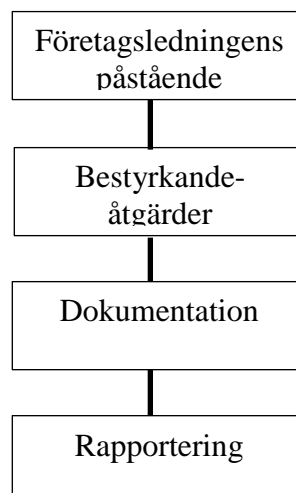 Företagsledningens
påstående
Bestyrkande-
åtgärder
Dokumentation
Rapportering